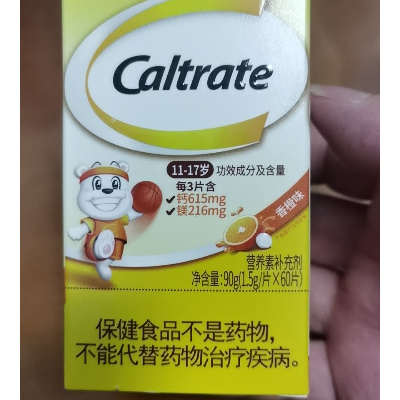 Caltrate
11-17岁 功效成分及含量
每3片含
钙615mg
镁216mg
香橙味
营养素补充剂
净含量:90g(1.5g/片×60片)
保健食品不是药物,
不能代替药物治疗疾病。